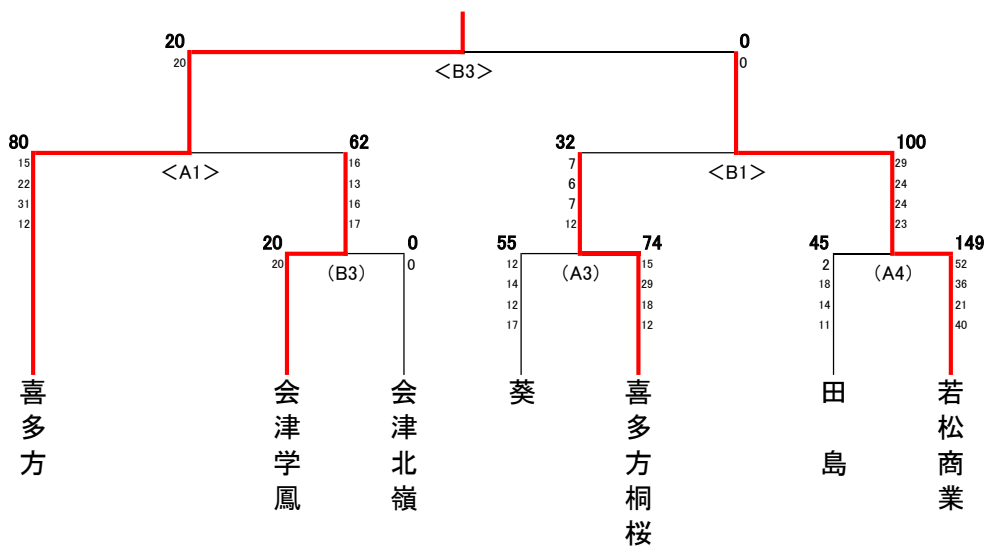 20 0
20 0
<B3>
80 62 32 100
15 16 7 29
<A1> <B1>
22 13 6 24
31 16 7 24
12 17 12 23
20 0 55 74 45 149
20 0 12 15 2 52
(B3) (A3) (A4)
14 29 18 36
12 18 14 21
17 12 11 40
喜多方
会津学鳳
会津北嶺
葵
喜多方桐桜
田 島
若松商業